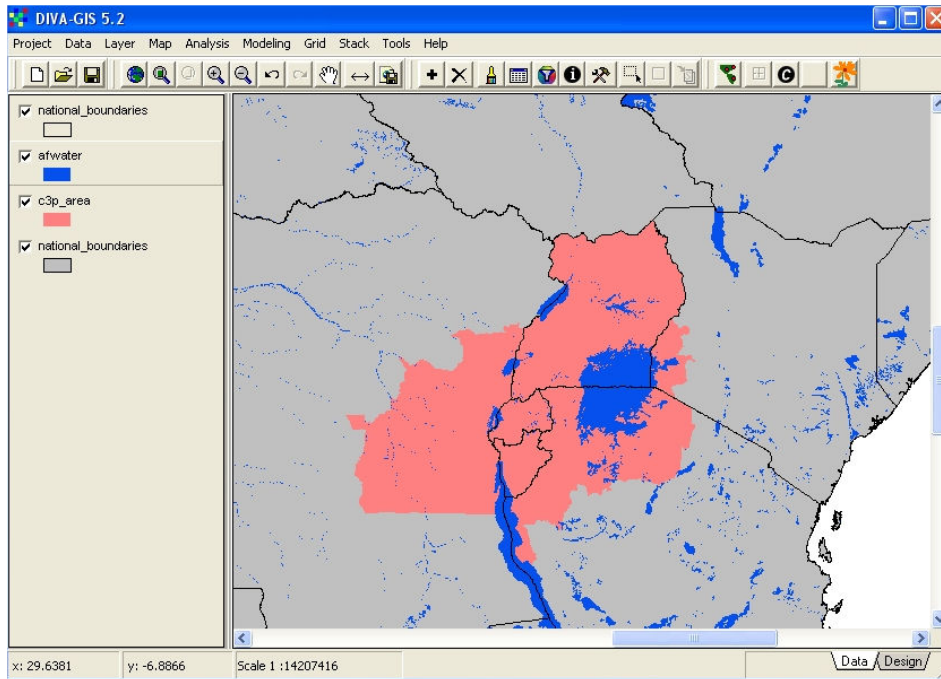 DIVA-GIS 5.2
Project Data Layer Map Analysis Modeling Grid Stack Tools Help
national_boundaries
afwater
c3p_area
national_boundaries
x: 29.6381 y: -6.8866 Scale 1 :14207416 Data Design